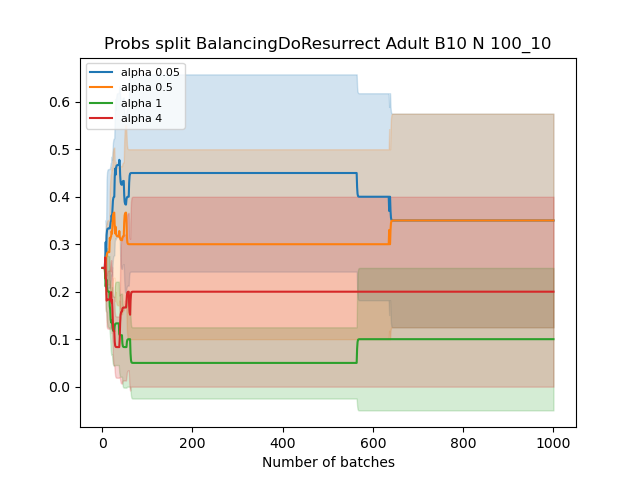 Probs split BalancingDoResurrect Adult B10 N 100_10
alpha 0.05
alpha 0.5
alpha 1
alpha 4
0.6
0.5
0.4
0.3
0.2
0.1
0.0
0 200 400 600 800 1000
Number of batches